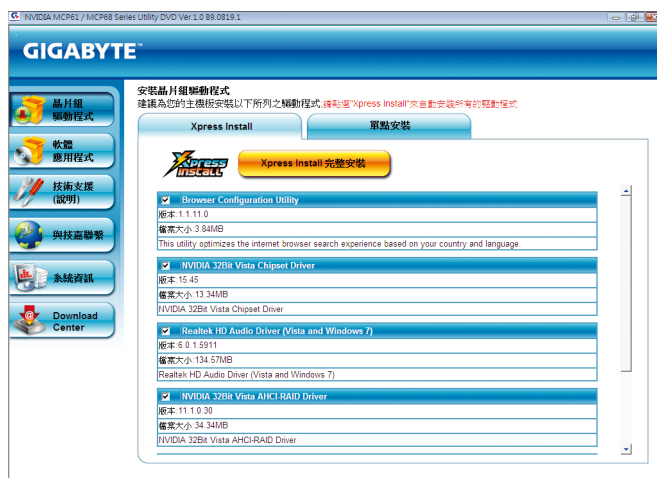 NVIDIA MCP61 / MCP68 Series Utility DVD Ver.1.0 B9.0819.1
GIGABYTE™
晶片組
驅動程式
軟體
應用程式
技術支援
(說明)
與技嘉聯繫
系統資訊
Download
Center
安裝晶片組驅動程式
建議為您的主機板安裝以下所列之驅動程式,請點選"Xpress Install"來自動安裝所有的驅動程式
Xpress Install
單點安裝
Xpress Install
Xpress Install 完整安裝
Browser Configuration Utility
版本:1.1.11.0
檔案大小:3.84MB
This utility optimizes the internet browser search experience based on your country and language.
NVIDIA 32Bit Vista Chipset Driver
版本:15.45
檔案大小:13.34MB
NVIDIA 32Bit Vista Chipset Driver
Realtek HD Audio Driver (Vista and Windows 7)
版本:6.0.1.5911
檔案大小:134.57MB
Realtek HD Audio Driver (Vista and Windows 7)
NVIDIA 32Bit Vista AHCI-RAID Driver
版本:11.1.0.30
檔案大小:34.34MB
NVIDIA 32Bit Vista AHCI-RAID Driver